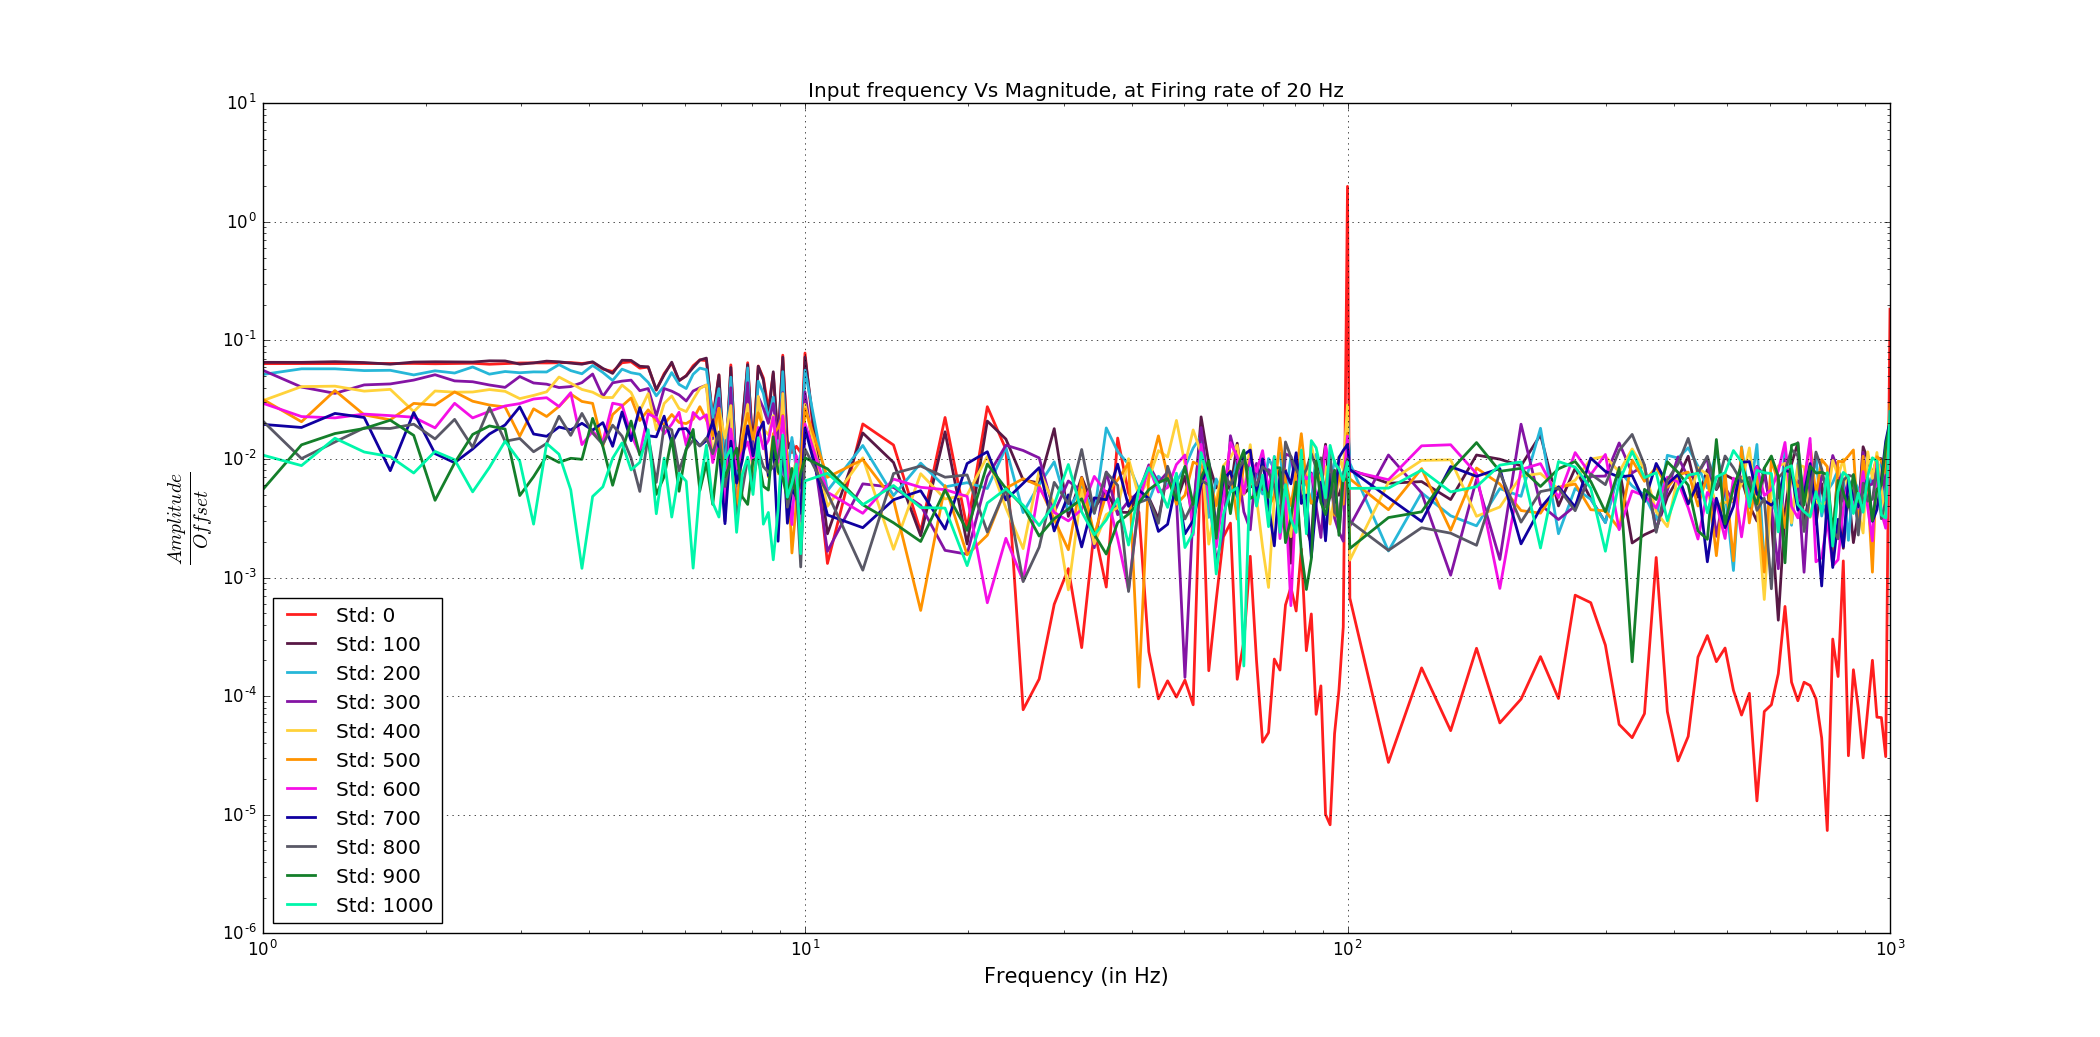 Input frequency Vs Magnitude, at Firing rate of 20 Hz
10^1
10^0
10^-1
10^-2
10^-3
10^-4
10^-5
10^-6
Amplitude
Offset
Std: 0
Std: 100
Std: 200
Std: 300
Std: 400
Std: 500
Std: 600
Std: 700
Std: 800
Std: 900
Std: 1000
10^0 10^1 10^2 10^3
Frequency (in Hz)